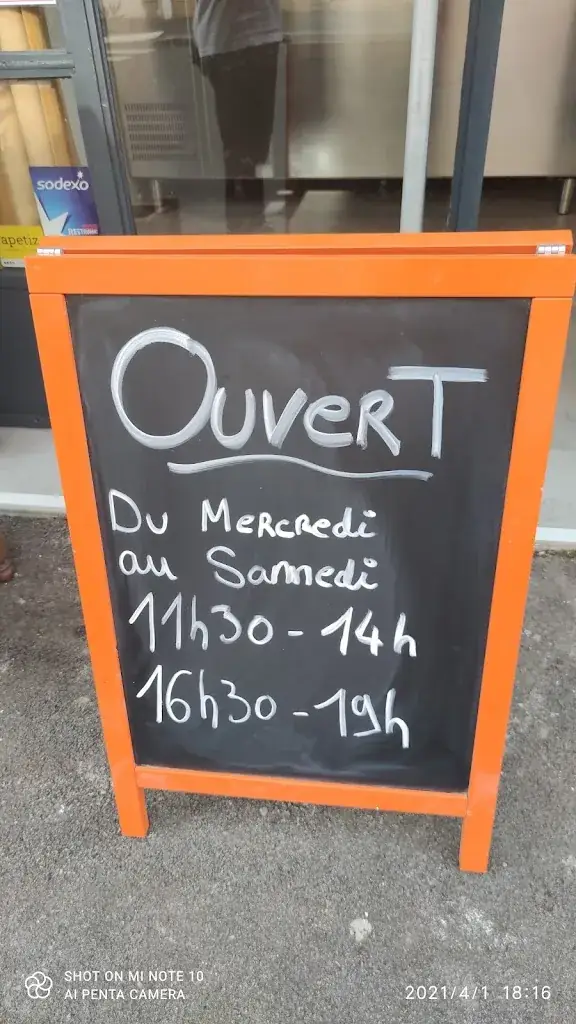 sodexo
apetiz
OUVERT
Du Mercredi
au Samedi
11h30 - 14h
16h30 - 19h
SHOT ON MI NOTE 10
AI PENTA CAMERA
2021/4/1 18:16